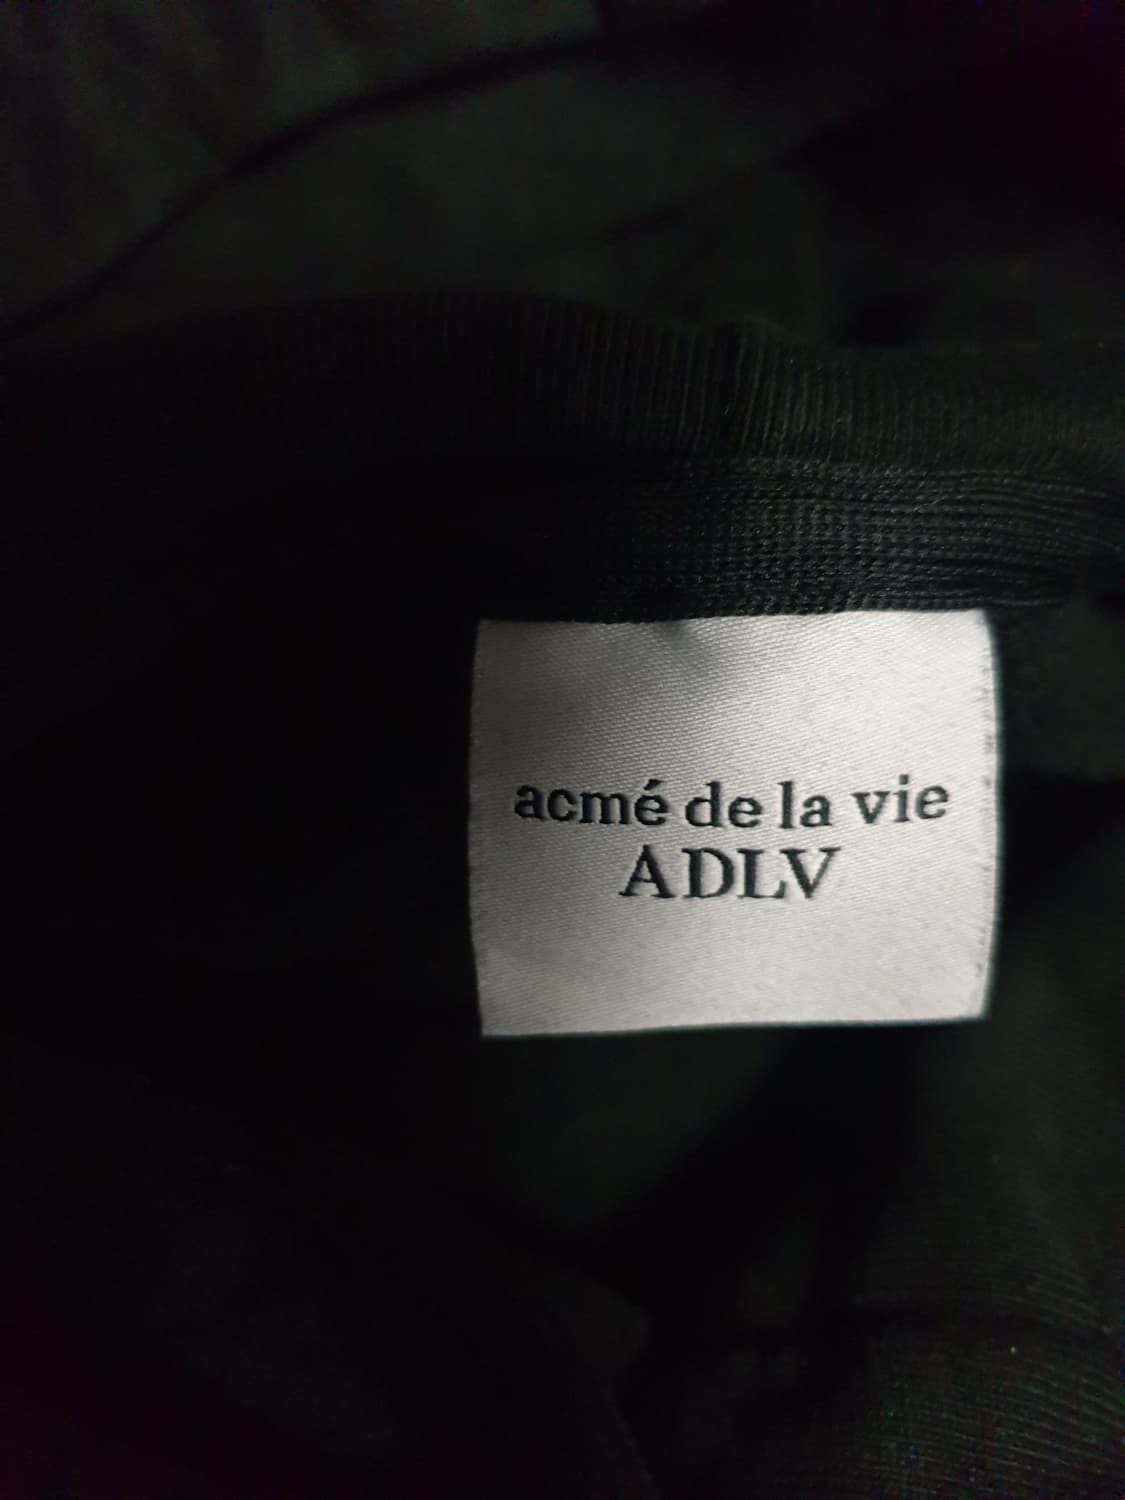 acmé de la vie
ADLV